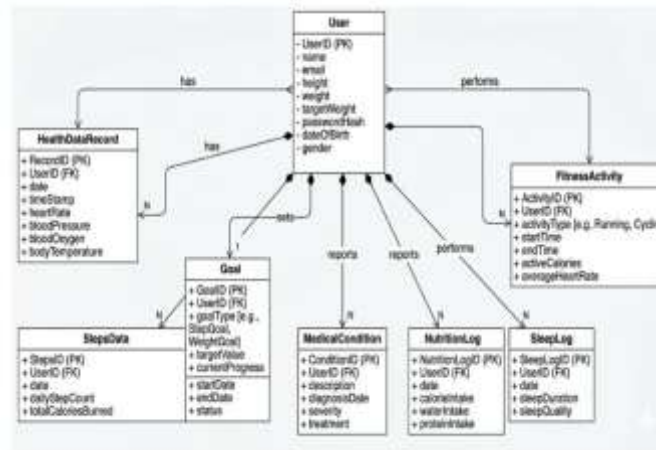 User
- UserID (PK)
- name
- email
- height
- weight
- targetWeight
- passwordHash
- dateOfBirth
- gender
has
performs
has
N
N
HealthDataRecord
+ RecordID (PK)
+ UserID (FK)
+ date
+ timeStamp
+ heartRate
+ bloodPressure
+ bloodOxygen
+ bodyTemperature
FitnessActivity
+ ActivityID (PK)
+ UserID (FK)
+ activityType [e.g. Running, Cyclin
+ startTime
+ endTime
+ activeCalories
+ averageHeartRate
sets
1
reports
reports
performs
N
N
N
N
Goal
+ GoalID (PK)
+ UserID (FK)
+ goalType [e.g.,
StepGoal,
WeightGoal]
+ targetValue
+ currentProgress
+ startDate
+ endDate
+ status
StepsData
+ StepsID (PK)
+ UserID (FK)
+ date
+ dailyStepCount
+ totalCaloriesBurned
MedicalCondition
+ ConditionID (PK)
+ UserID (FK)
+ description
+ diagnosisDate
+ severity
+ treatment
NutritionLog
+ NutritionLogID (PK)
+ UserID (FK)
+ date
+ calorieIntake
+ waterIntake
+ proteinIntake
SleepLog
+ SleepLogID (PK)
+ UserID (FK)
+ date
+ sleepDuration
+ sleepQuality